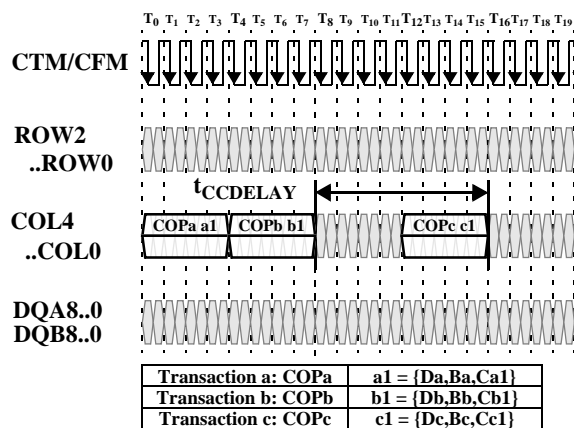 T0 T1 T2 T3 T4 T5 T6 T7 T8 T9 T10 T11 T12 T13 T14 T15 T16 T17 T18 T19
CTM/CFM
ROW2
..ROW0
tCCDELAY
COL4
..COL0
COPa a1 COPb b1 COPc c1
DQA8..0
DQB8..0
Transaction a: COPa a1 = {Da,Ba,Ca1}
Transaction b: COPb b1 = {Db,Bb,Cb1}
Transaction c: COPc c1 = {Dc,Bc,Cc1}